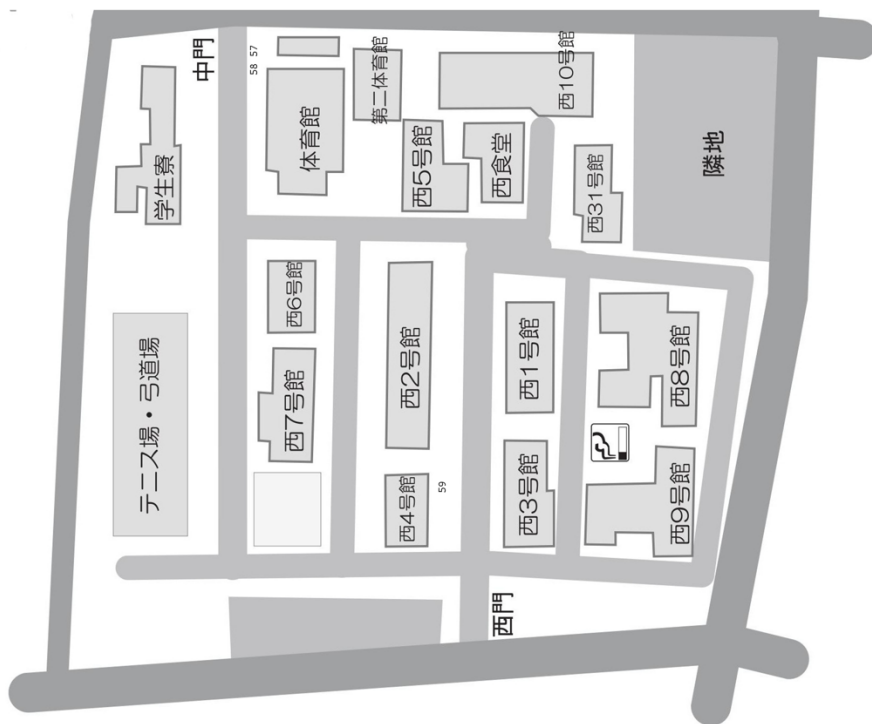 中門
58 57
体育館
第二体育館
西10号館
西5号館
西食堂
西31号館
隣地
学生寮
西6号館
西2号館
西1号館
西8号館
西7号館
テニス場・弓道場
西4号館
59
西3号館
西9号館
西門